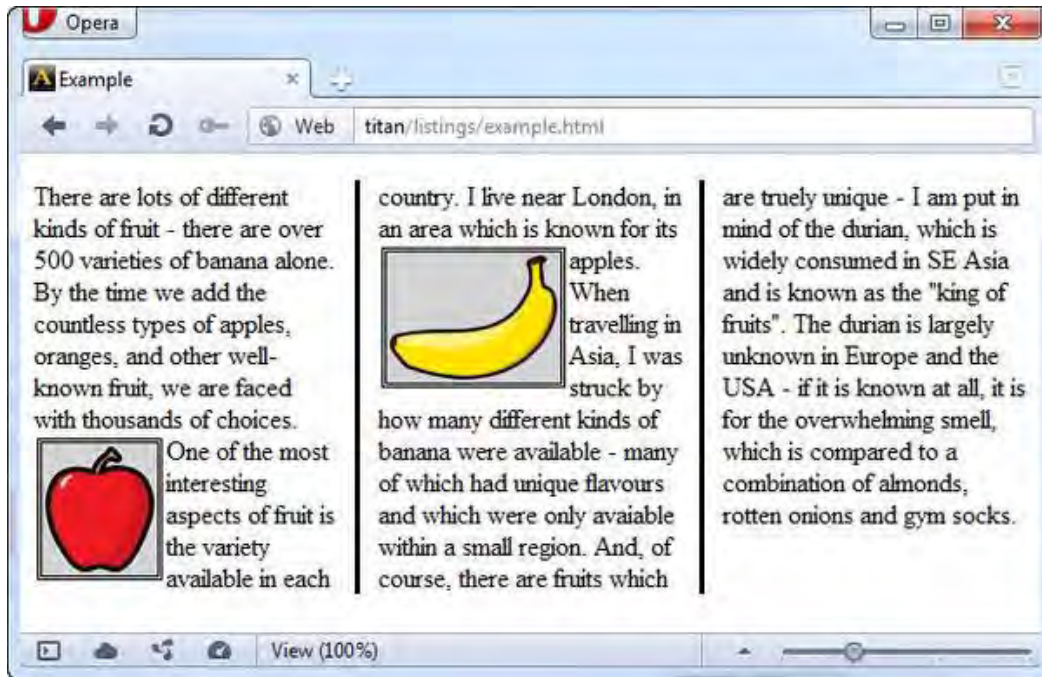 Opera
Example
Web titan/listings/example.html
There are lots of different
kinds of fruit - there are over
500 varieties of banana alone.
By the time we add the
countless types of apples,
oranges, and other well-
known fruit, we are faced
with thousands of choices.
One of the most
interesting
aspects of fruit is
the variety
available in each
country. I live near London, in
an area which is known for its
apples.
When
travelling in
Asia, I was
struck by
how many different kinds of
banana were available - many
of which had unique flavours
and which were only avaiable
within a small region. And, of
course, there are fruits which
are truely unique - I am put in
mind of the durian, which is
widely consumed in SE Asia
and is known as the "king of
fruits". The durian is largely
unknown in Europe and the
USA - if it is known at all, it is
for the overwhelming smell,
which is compared to a
combination of almonds,
rotten onions and gym socks.
View (100%)